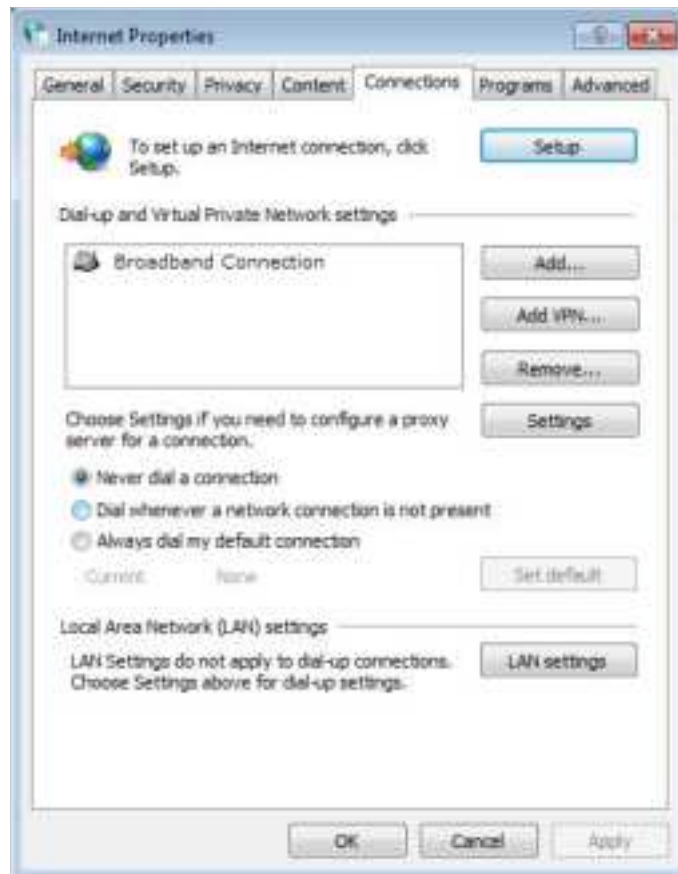 Internet Properties
General Security Privacy Content Connections Programs Advanced
To set up an Internet connection, click
Setup.
Setup
Dial-up and Virtual Private Network settings
Broadband Connection
Add...
Add VPN...
Remove...
Choose Settings if you need to configure a proxy
server for a connection.
Settings
Never dial a connection
Dial whenever a network connection is not present
Always dial my default connection
Current None
Set default
Local Area Network (LAN) settings
LAN Settings do not apply to dial-up connections.
Choose Settings above for dial-up settings.
LAN settings
OK Cancel Apply